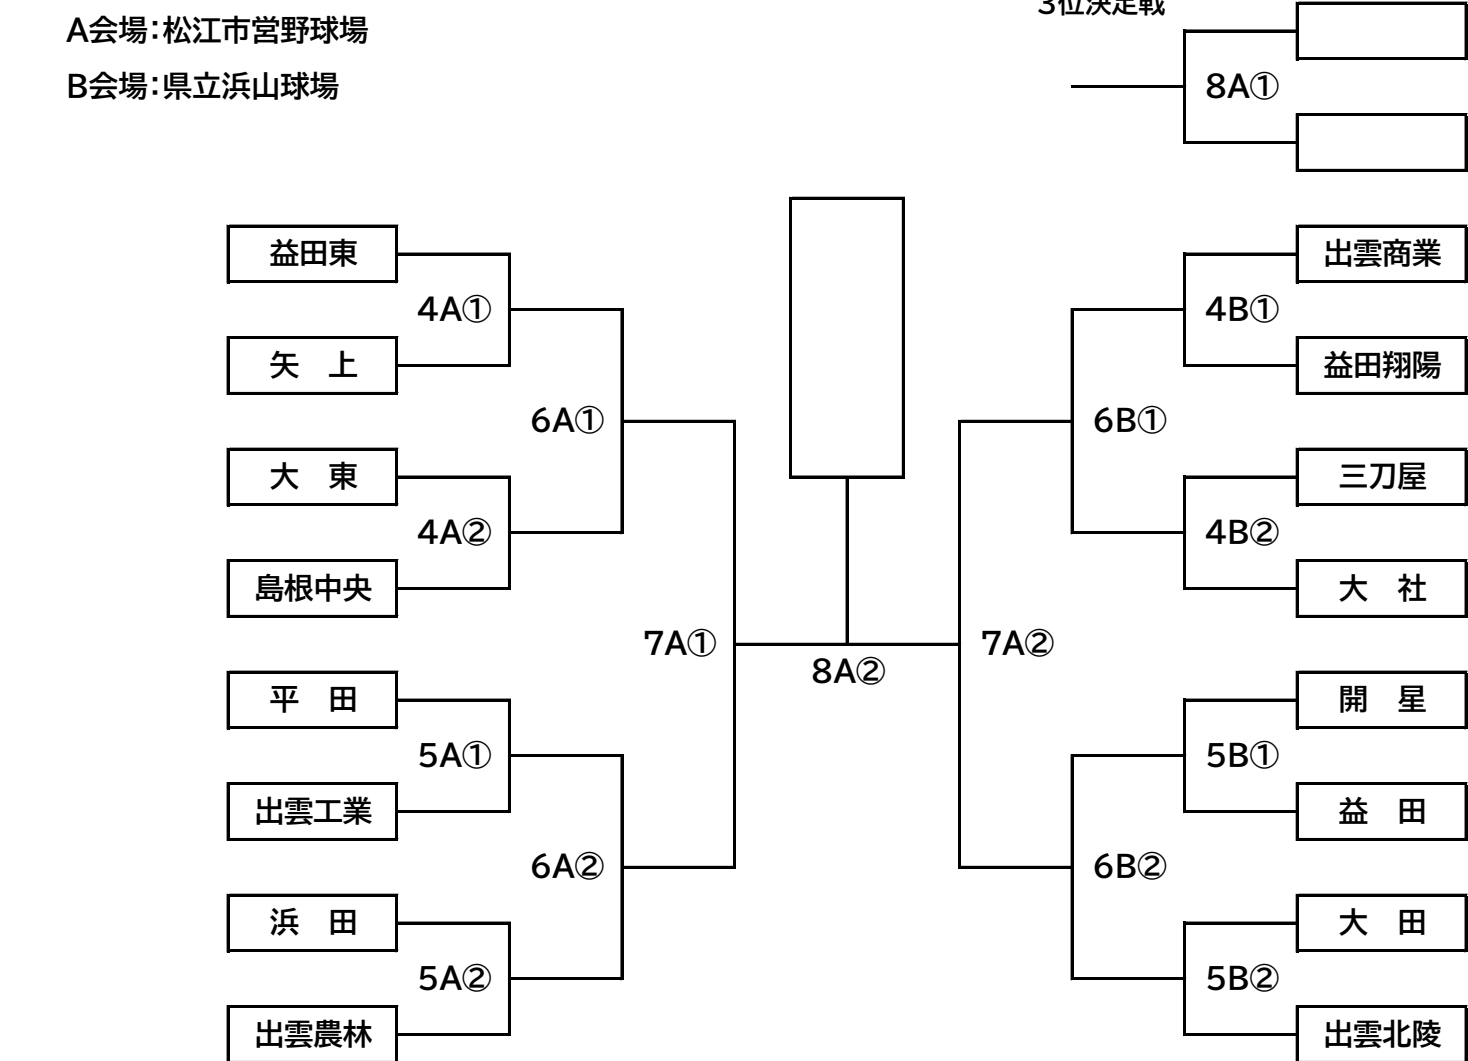 3位決定戦
A会場：松江市営野球場
B会場：県立浜山球場
8A①
益田東
出雲商業
4A①
4B①
矢　上
益田翔陽
6A①
6B①
大　東
三刀屋
4A②
4B②
島根中央
大　社
7A①
7A②
8A②
平　田
開　星
5A①
5B①
出雲工業
益　田
6A②
6B②
浜　田
大　田
5A②
5B②
出雲農林
出雲北陵